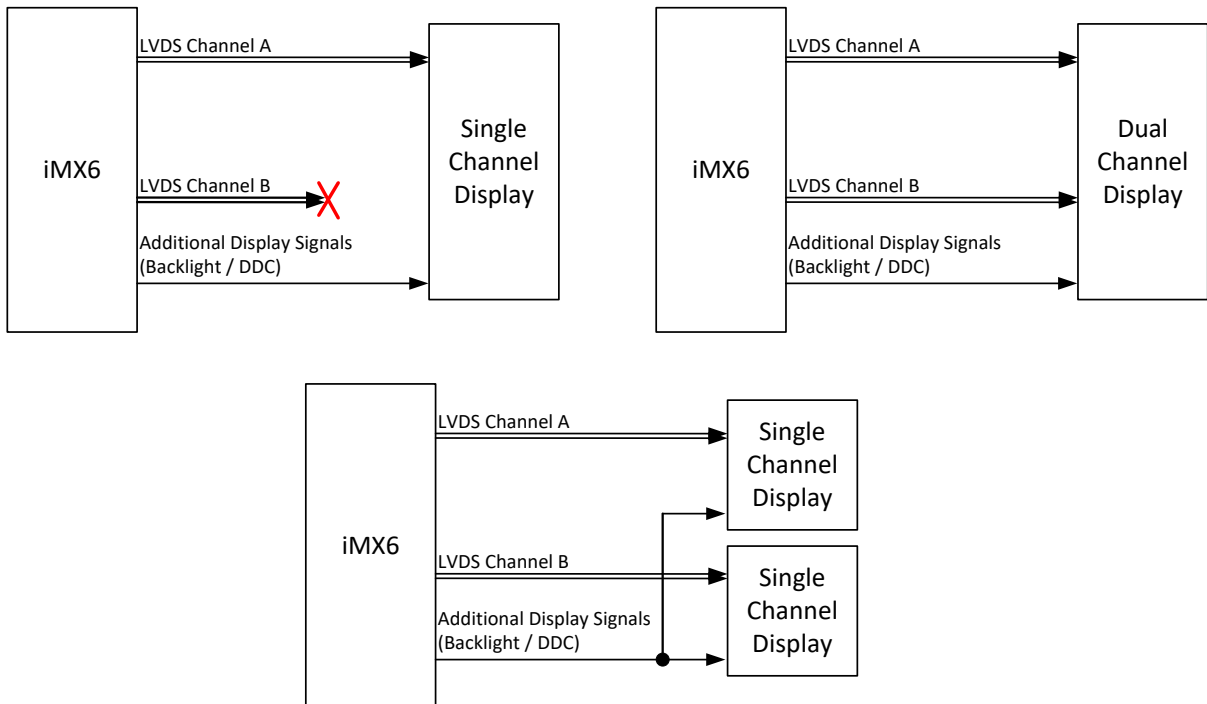 iMX6
LVDS Channel A
LVDS Channel B
Additional Display Signals
(Backlight / DDC)
Single
Channel
Display
iMX6
LVDS Channel A
LVDS Channel B
Additional Display Signals
(Backlight / DDC)
Dual
Channel
Display
iMX6
LVDS Channel A
LVDS Channel B
Additional Display Signals
(Backlight / DDC)
Single
Channel
Display
Single
Channel
Display